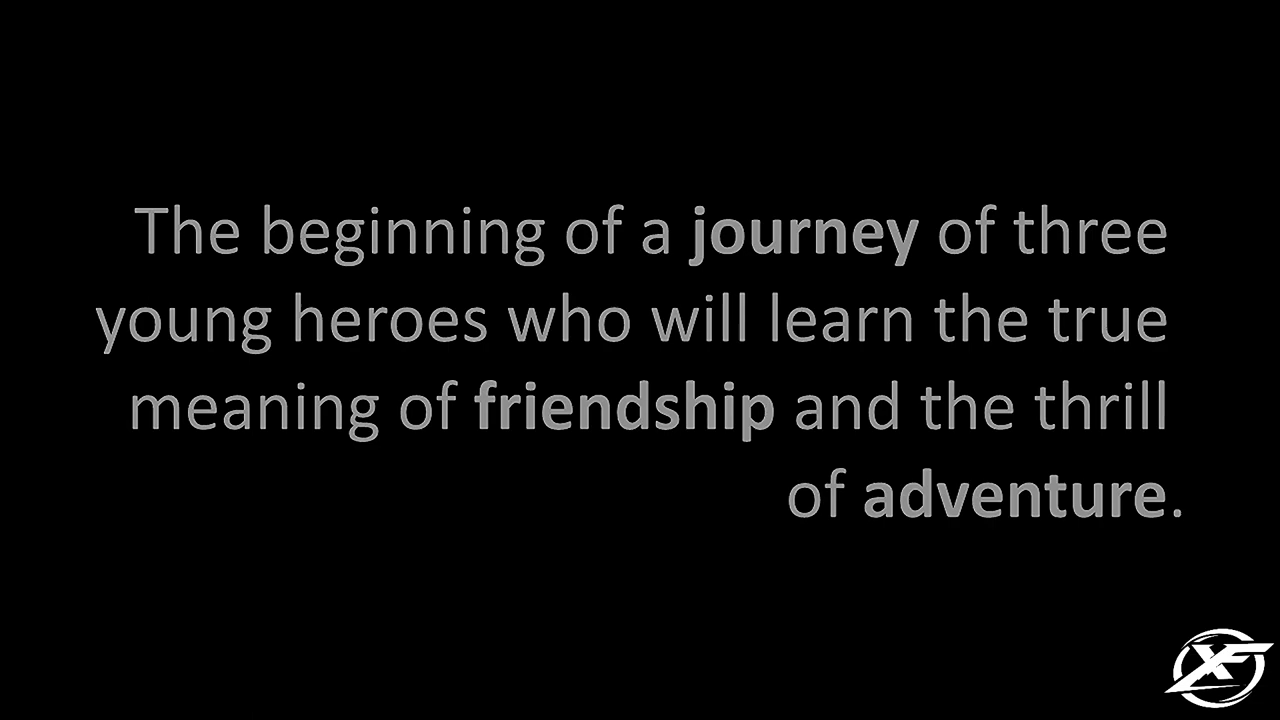 The beginning of a journey of three
young heroes who will learn the true
meaning of friendship and the thrill
of adventure.
XF